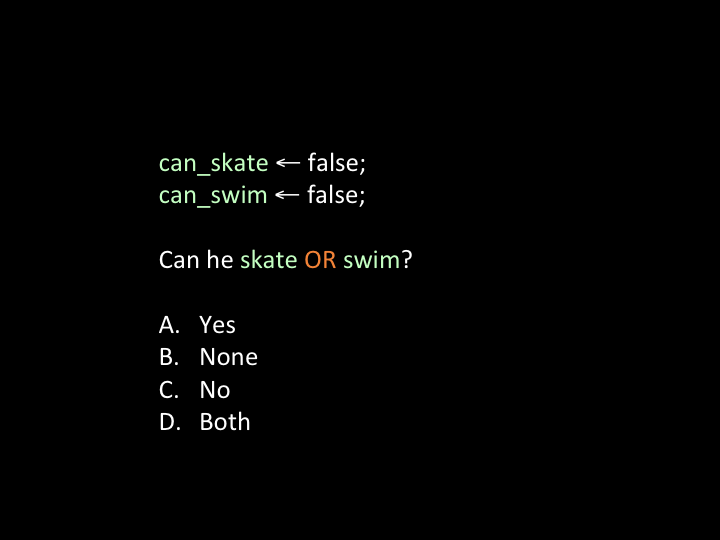 can_skate ← false;
can_swim ← false;
Can he skate OR swim?
A. Yes
B. None
C. No
D. Both